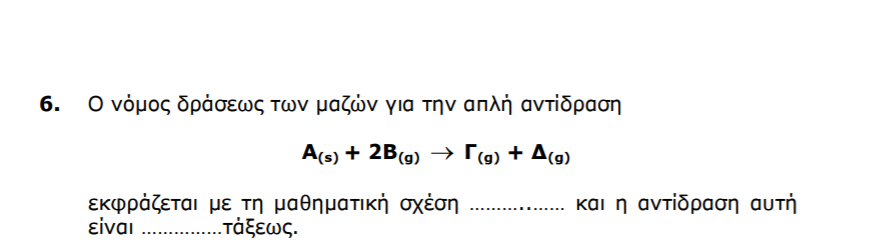 6. Ο νόμος δράσεως των μαζών για την απλή αντίδραση
A(s) + 2B(g) → Γ(g) + Δ(g)
εκφράζεται με τη μαθηματική σχέση ................... και η αντίδραση αυτή
είναι ...............τάξεως.